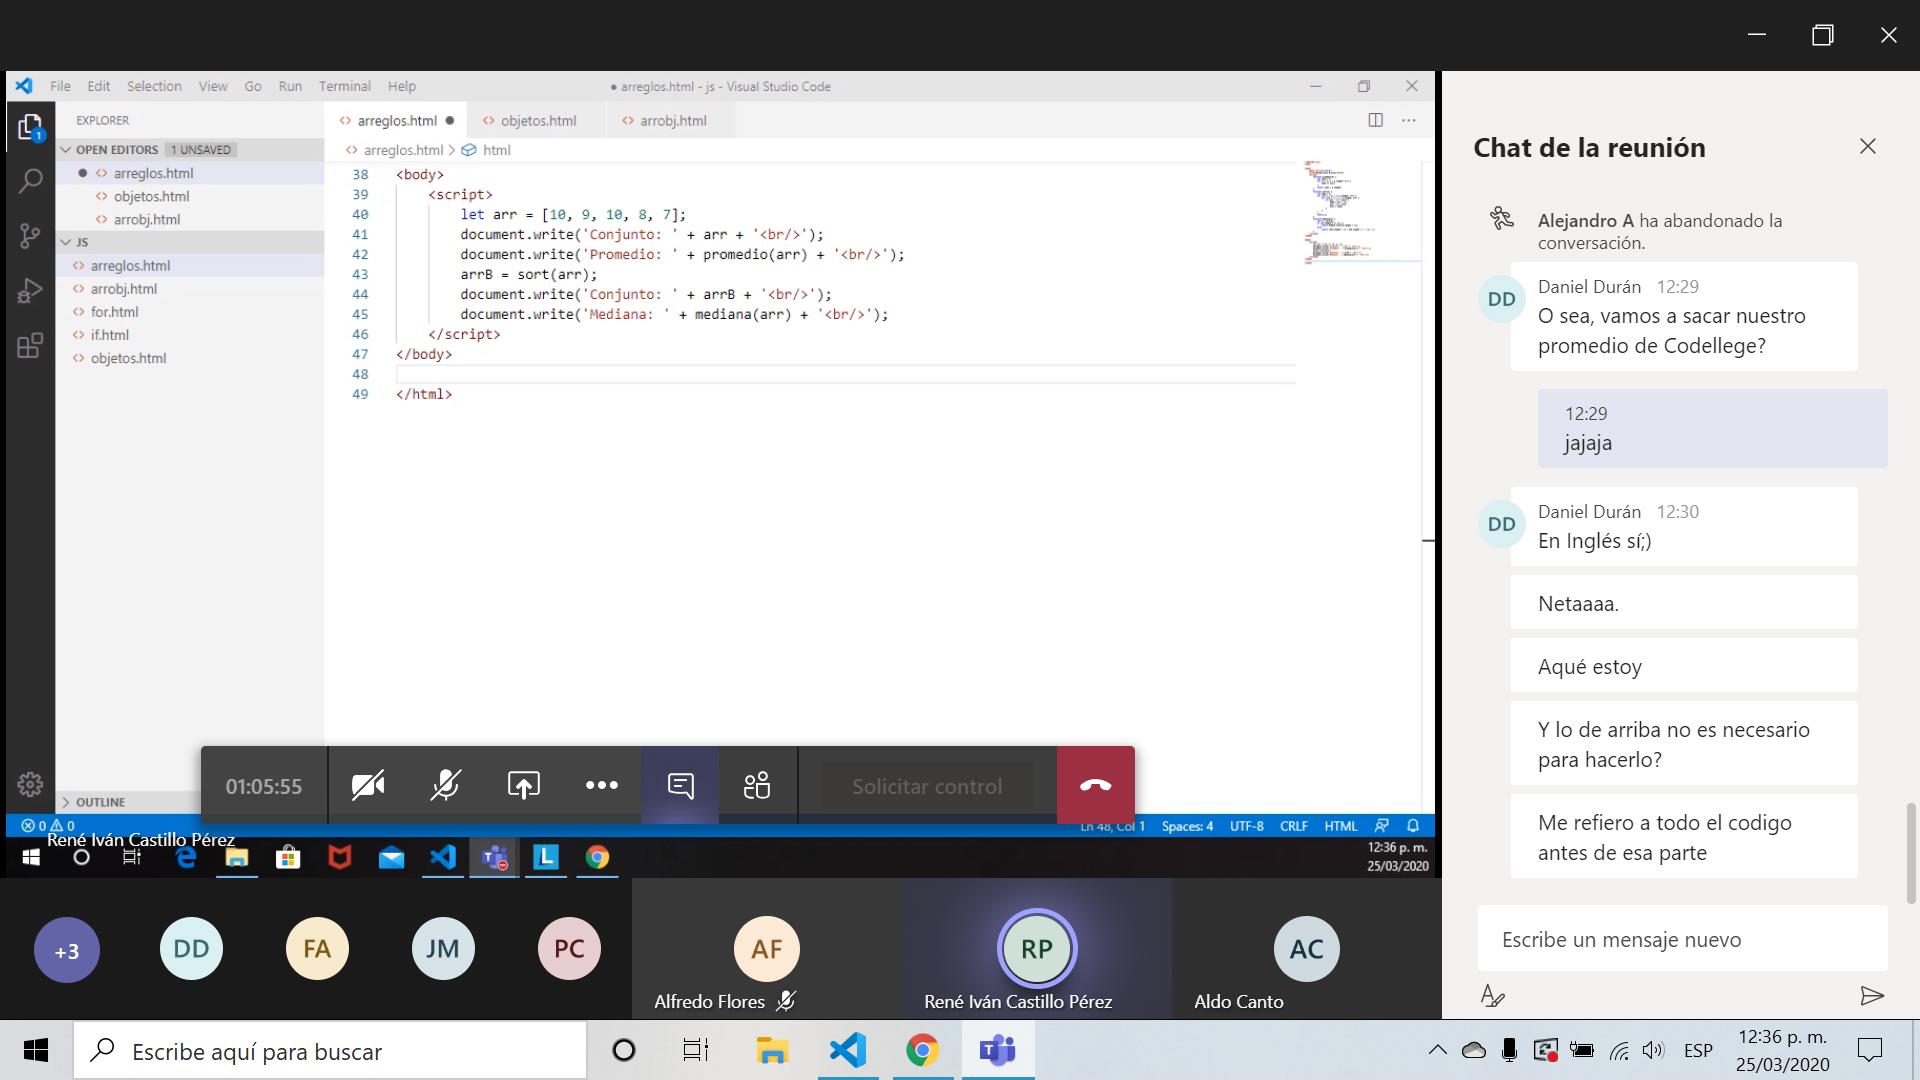 File Edit Selection View Go Run Terminal Help
● arreglos.html - js - Visual Studio Code
EXPLORER
OPEN EDITORS 1 UNSAVED
arreglos.html
objetos.html
arrobj.html
JS
arreglos.html
arrobj.html
for.html
if.html
objetos.html
OUTLINE
1
arreglos.html ●
objetos.html
arrobj.html
arreglos.html > html
38 <body>
39 <script>
40 let arr = [10, 9, 10, 8, 7];
41 document.write('Conjunto: ' + arr + '<br/>');
42 document.write('Promedio: ' + promedio(arr) + '<br/>');
43 arrB = sort(arr);
44 document.write('Conjunto: ' + arrB + '<br/>');
45 document.write('Mediana: ' + mediana(arr) + '<br/>');
46 </script>
47 </body>
48
49 </html>
01:05:55
Solicitar control
0 0
Ln 48, Col 1 Spaces: 4 UTF-8 CRLF HTML
René Iván Castillo Pérez
L
12:36 p. m.
25/03/2020
+3
DD
FA
JM
PC
AF
Alfredo Flores
RP
René Iván Castillo Pérez
AC
Aldo Canto
Chat de la reunión
Alejandro A ha abandonado la
conversación.
DD
Daniel Durán 12:29
O sea, vamos a sacar nuestro
promedio de Codellege?
12:29
jajaja
DD
Daniel Durán 12:30
En Inglés sí;)
Netaaaa.
Aqué estoy
Y lo de arriba no es necesario
para hacerlo?
Me refiero a todo el codigo
antes de esa parte
Escribe un mensaje nuevo
Escribe aquí para buscar
ESP
12:36 p. m.
25/03/2020